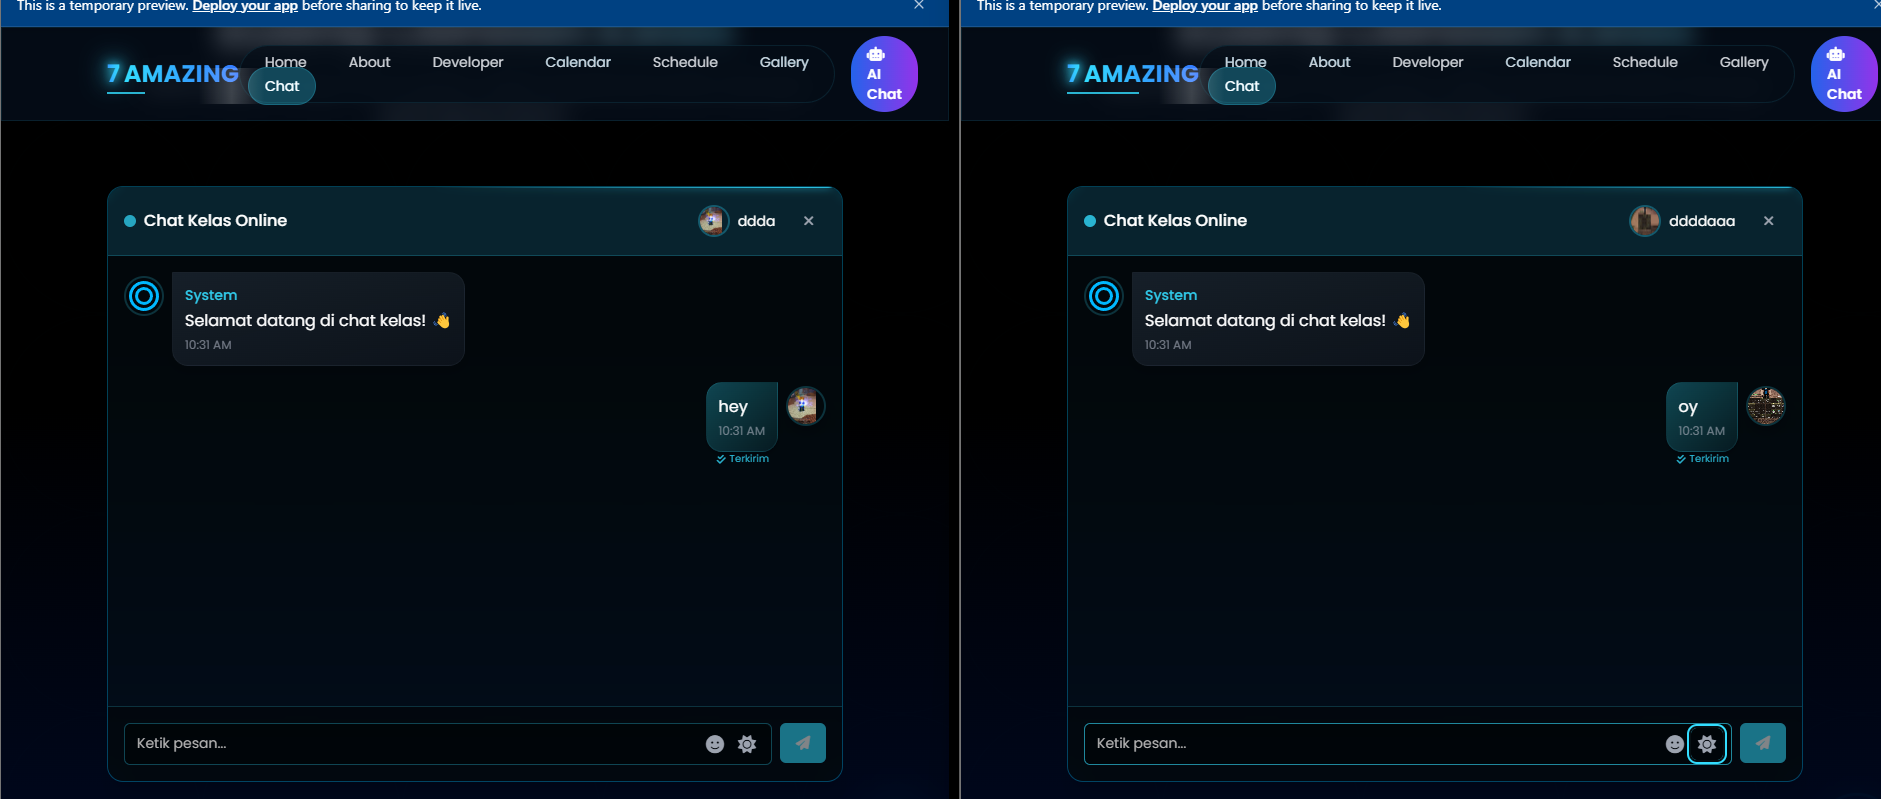 This is a temporary preview. Deploy your app before sharing to keep it live.
7 AMAZING
Home About Developer Calendar Schedule Gallery
Chat
AI
Chat
Chat Kelas Online
ddda
System
Selamat datang di chat kelas! 👋
10:31 AM
hey
10:31 AM
Terkirim
Ketik pesan...
This is a temporary preview. Deploy your app before sharing to keep it live.
7 AMAZING
Home About Developer Calendar Schedule Gallery
Chat
AI
Chat
Chat Kelas Online
ddddaaa
System
Selamat datang di chat kelas! 👋
10:31 AM
oy
10:31 AM
Terkirim
Ketik pesan...